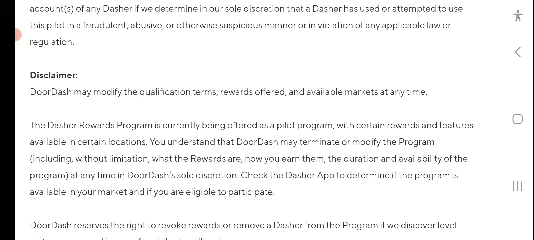 account(s) of any Dasher if we determine in our sole discretion that a Dasher has used or attempted to use
this pilot in a fraudulent, abusive, or otherwise suspicious manner or in violation of any applicable law or
regulation.
Disclaimer:
DoorDash may modify the qualification terms, rewards offered, and available markets at any time.
The Dasher Rewards Program is currently being offered as a pilot program, with certain rewards and features
available in certain locations. You understand that DoorDash may terminate or modify the Program
(including, without limitation, what the Rewards are, how you earn them, the duration and availability of the
program) at any time in DoorDash's sole discretion. Check the Dasher App to determine if the program is
available in your market and if you are eligible to participate.
DoorDash reserves the right to revoke rewards or remove a Dasher from the Program if we discover level